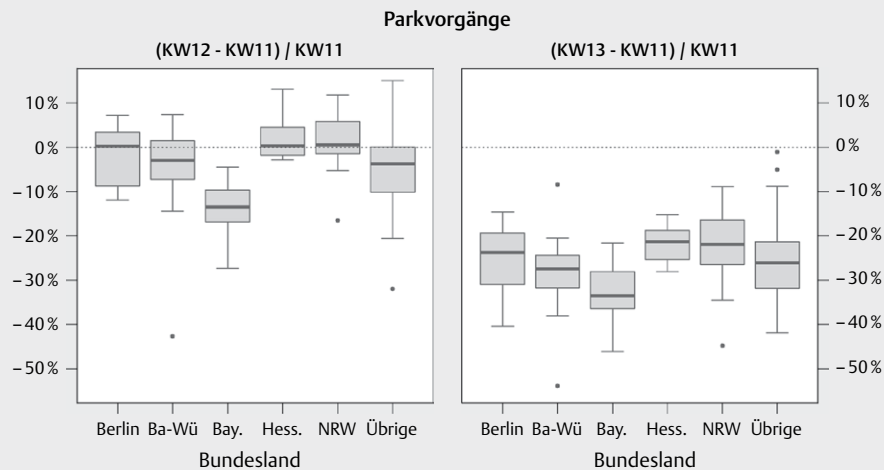 Parkvorgänge
(KW12 - KW11) / KW11
(KW13 - KW11) / KW11
10 %
0 %
– 10 %
– 20 %
– 30 %
– 40 %
– 50 %
10 %
0 %
– 10 %
– 20 %
– 30 %
– 40 %
– 50 %
Berlin Ba-Wü Bay. Hess. NRW Übrige
Berlin Ba-Wü Bay. Hess. NRW Übrige
Bundesland
Bundesland